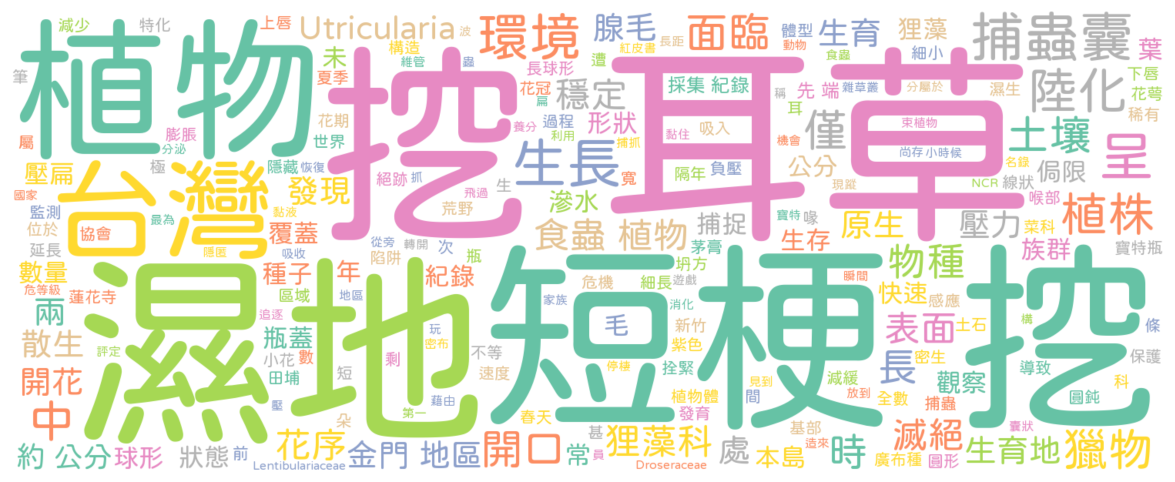 減少 特化 上唇 Utricularia 波 環境 腺毛 面臨 體型 生育 狸藻 捕蟲囊 葉
植物 挖耳草 筆 未 構造 維管 蟲 紅皮書 長距 動物 食蟲 細小 下唇
夏季 長球形 遭 採集 紀錄 先 端 雜草叢 分屬於 濕生 陸化 花萼
屬 膨脹 分泌 花期 世界 花冠 篇 穩定 稱 耳 僅 束植物 稀有
壓扁 極 隱藏 恢復 養分 過程 利用 形狀 捕抓 吸入 黏住 機會 尚存 小時候 土壤 呈
國家 台灣 發現 絕跡 抓 飛過 生長 寬 隔年 負壓 公分 現蹤 名錄 NCR 線狀 侷限
監測 協會 最為 黏液 生 荒野 滲水 捕捉 寶特 喙 原生 壓力 喉部 菜科 植株
位於 延長 隱匿 覆蓋 從旁 轉開 次 食蟲 植物 茅膏 生存 族群 寶特瓶
數量 危等級 蓮花寺 種子 年 吸收 陷阱 紀錄 瓶 危機 細長 坍方 遊戲 瞬間 物種
兩 追逐 區域 地區 家族 消化 快速 感應
濕地 短梗挖 散生 評定 瓶蓋 玩 毛 新竹 紫色 表面 土石 構 條
小花 數 密布 剩 不等 停棲 拴緊 間 長 密生 觀察 導致 保護
開花 田埔 短 速度 植物體 見到 減緩 全數 科
中 壓 藉由 朵 第一 春天 發育 放到 捕蟲 圓鈍
約 公分 球形 狀態 前 花序 金門 地區 開口 常 甚 員 基部 狸藻科 造來 囊狀 滅絕 生育地 獵物
Lentibulariaceae Droseraceae 處 本島 時 廣布種 圓形